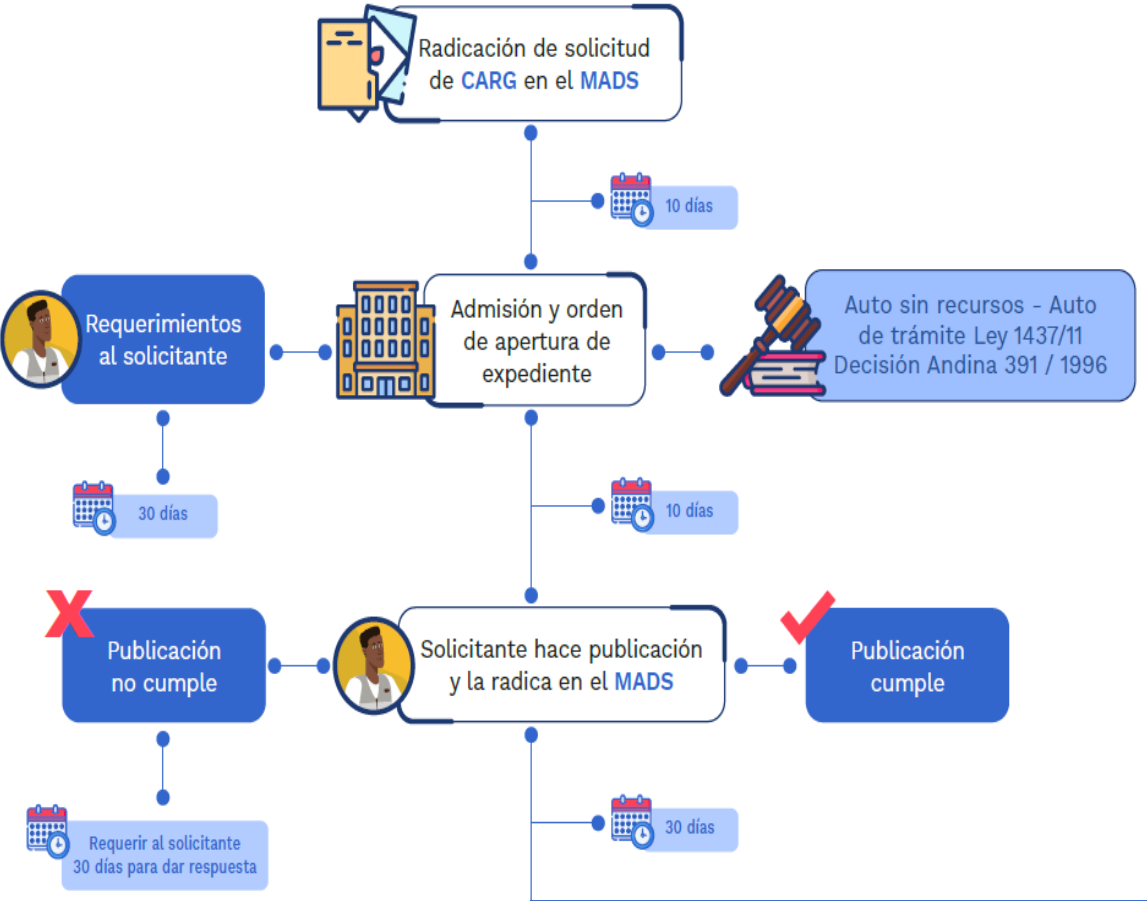 Radicación de solicitud
de CARG en el MADS
10 días
Requerimientos
al solicitante
Admisión y orden
de apertura de
expediente
Auto sin recursos - Auto
de trámite Ley 1437/11
Decisión Andina 391 / 1996
30 días
10 días
Publicación
no cumple
Solicitante hace publicación
y la radica en el MADS
Publicación
cumple
Requerir al solicitante
30 días para dar respuesta
30 días